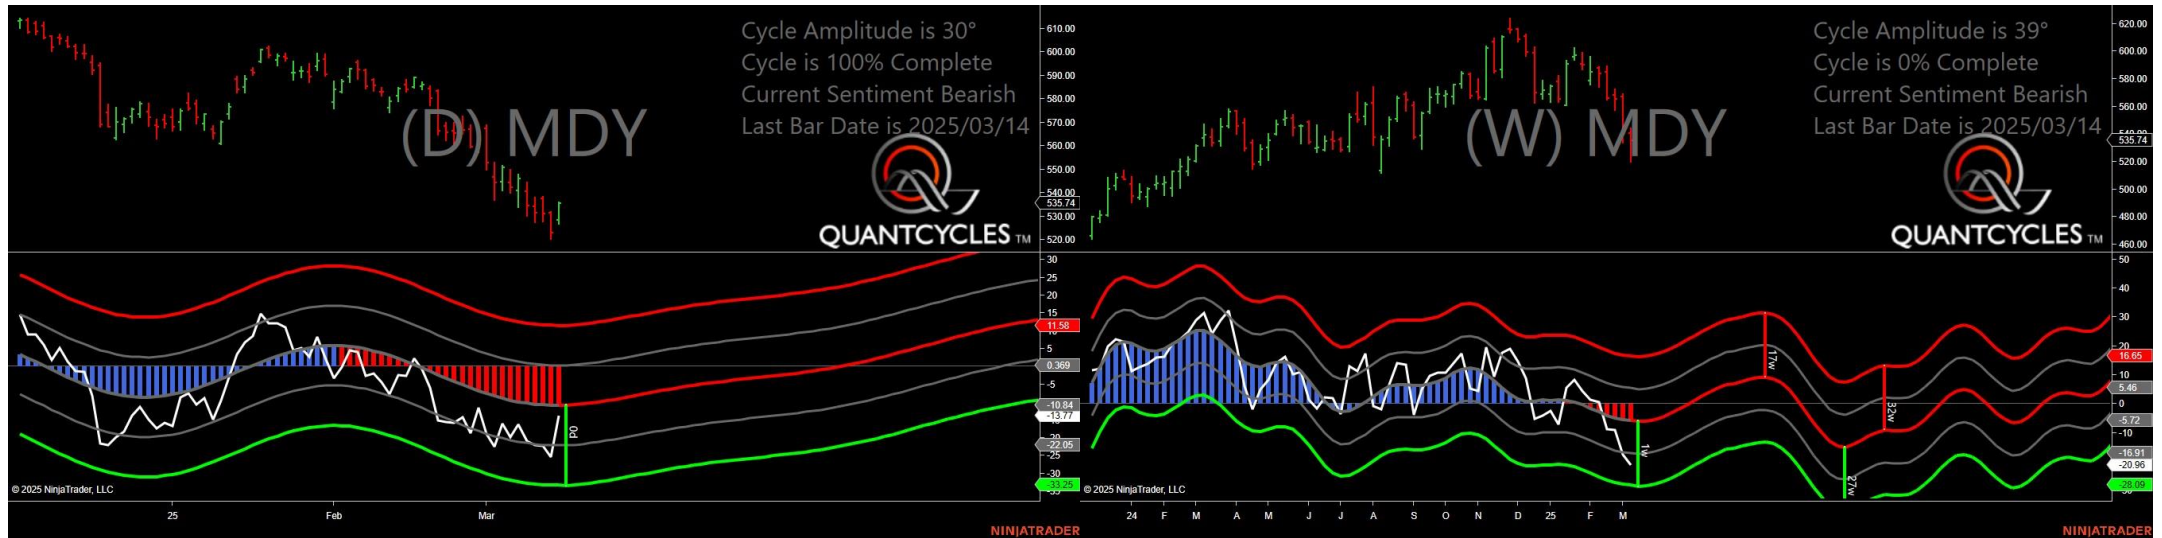 Cycle Amplitude is 30°
Cycle is 100% Complete
Current Sentiment Bearish
Last Bar Date is 2025/03/14
(D) MDY
QUANTCYCLES TM
610.00
600.00
590.00
580.00
570.00
560.00
550.00
540.00
535.74
530.00
520.00
30
25
20
15
11.58
5
0.369
-5
-10.84
-13.77
-22.05
-25
-30
-33.25
0d
© 2025 NinjaTrader, LLC
25
Feb
Mar
NINJATRADER
Cycle Amplitude is 39°
Cycle is 0% Complete
Current Sentiment Bearish
Last Bar Date is 2025/03/14
(W) MDY
QUANTCYCLES TM
620.00
600.00
580.00
560.00
535.74
520.00
500.00
480.00
460.00
50
40
30
20
16.65
10
5.46
0
-5.72
-10
-16.91
-20.96
-28.09
17w
32w
1w
27w
© 2025 NinjaTrader, LLC
24 F M A M J J A S O N D 25 F M
NINJATRADER